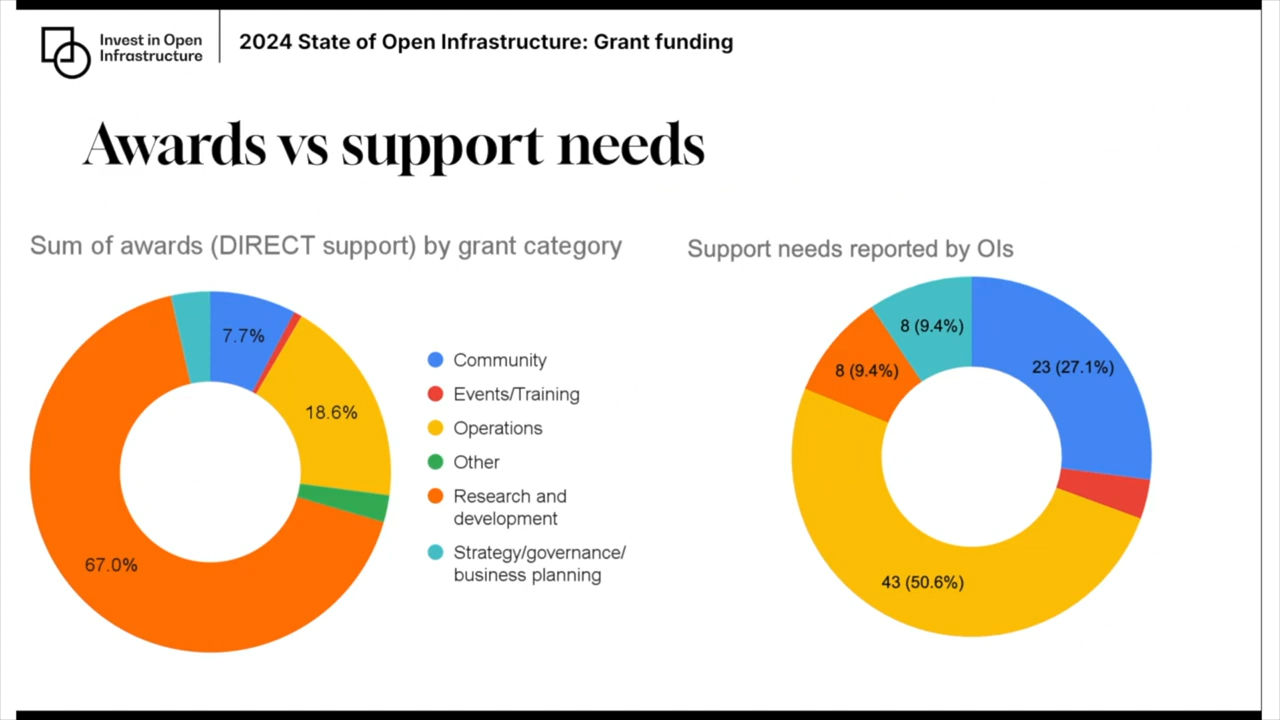 Invest in Open
Infrastructure
2024 State of Open Infrastructure: Grant funding
Awards vs support needs
Sum of awards (DIRECT support) by grant category
7.7%
18.6%
67.0%
Community
Events/Training
Operations
Other
Research and
development
Strategy/governance/
business planning
Support needs reported by OIs
8 (9.4%)
23 (27.1%)
8 (9.4%)
43 (50.6%)